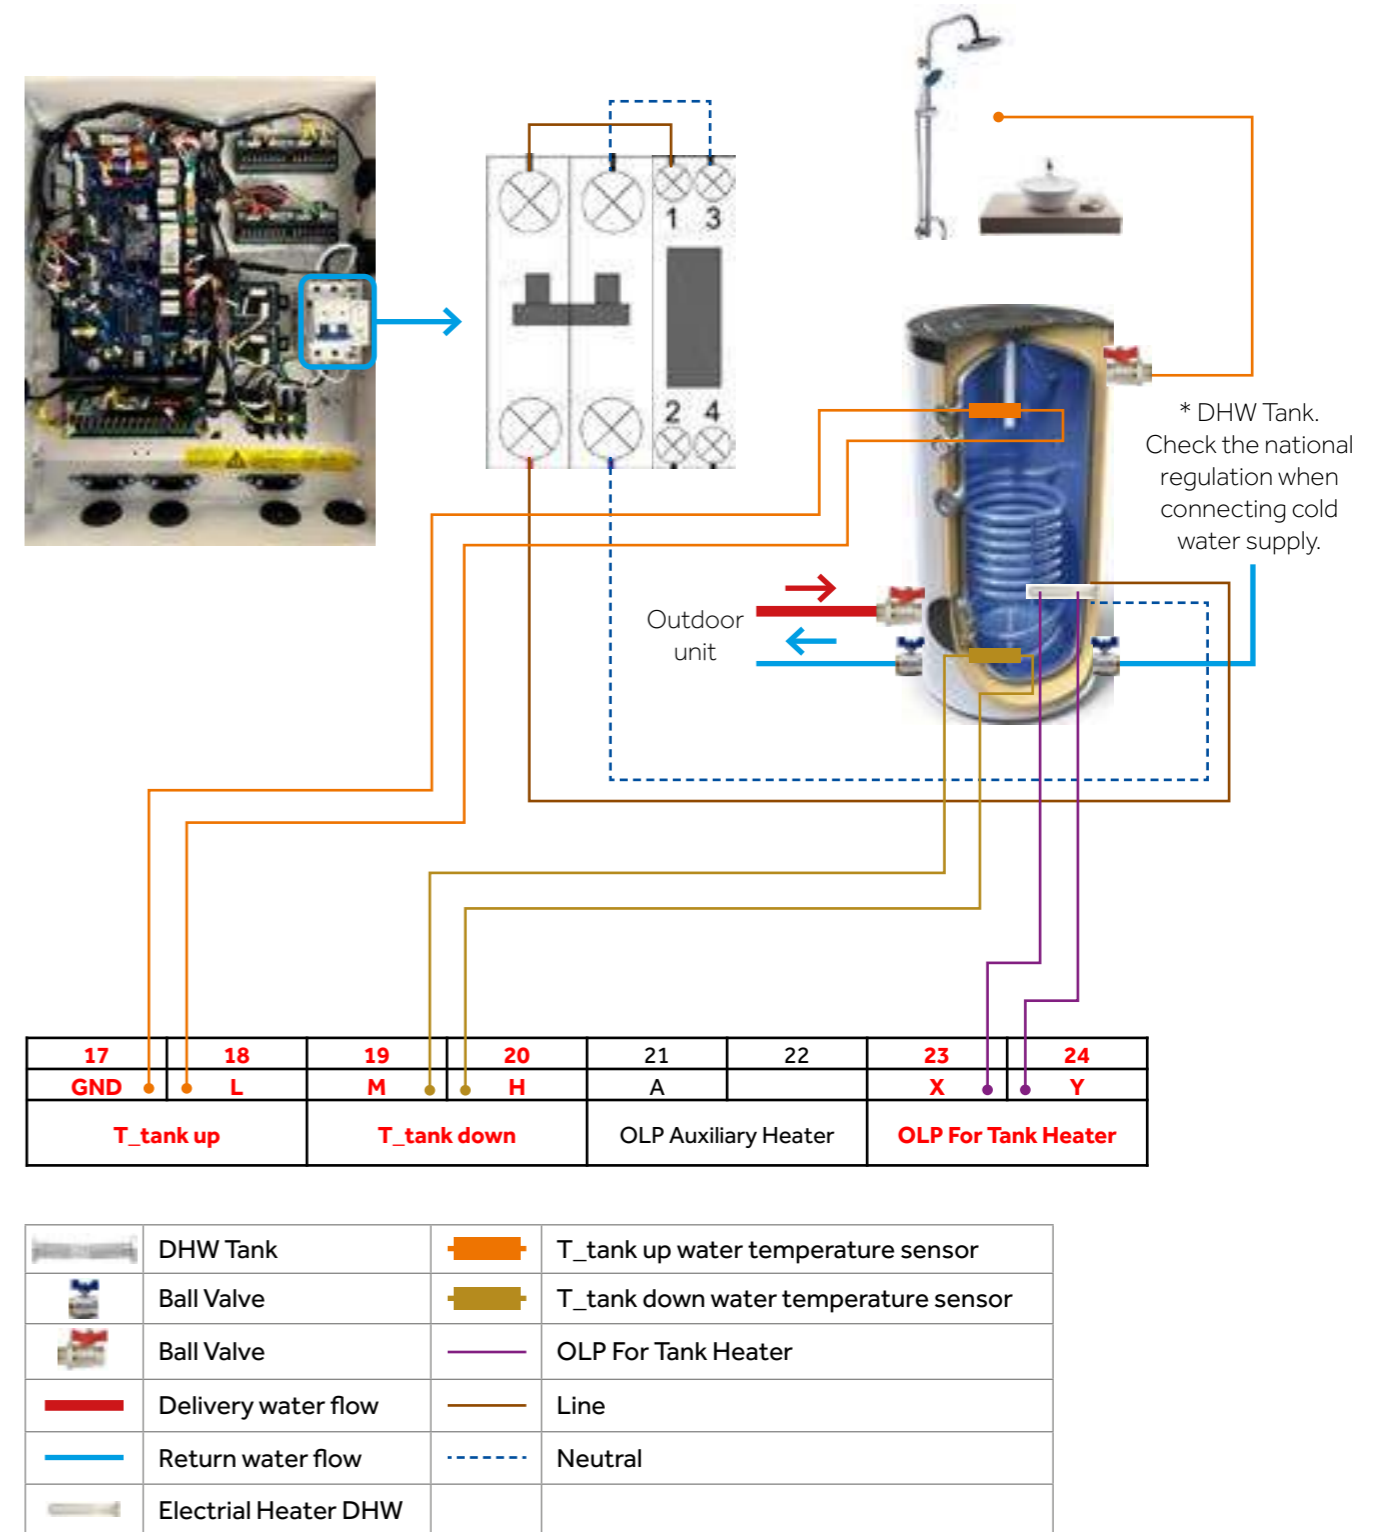 1 3
2 4
* DHW Tank.
Check the national
regulation when
connecting cold
water supply.
Outdoor
unit
17 18 19 20 21 22 23 24
GND L M H A X Y
T_tank up T_tank down OLP Auxiliary Heater OLP For Tank Heater
DHW Tank T_tank up water temperature sensor
Ball Valve T_tank down water temperature sensor
Ball Valve OLP For Tank Heater
Delivery water flow Line
Return water flow Neutral
Electrial Heater DHW